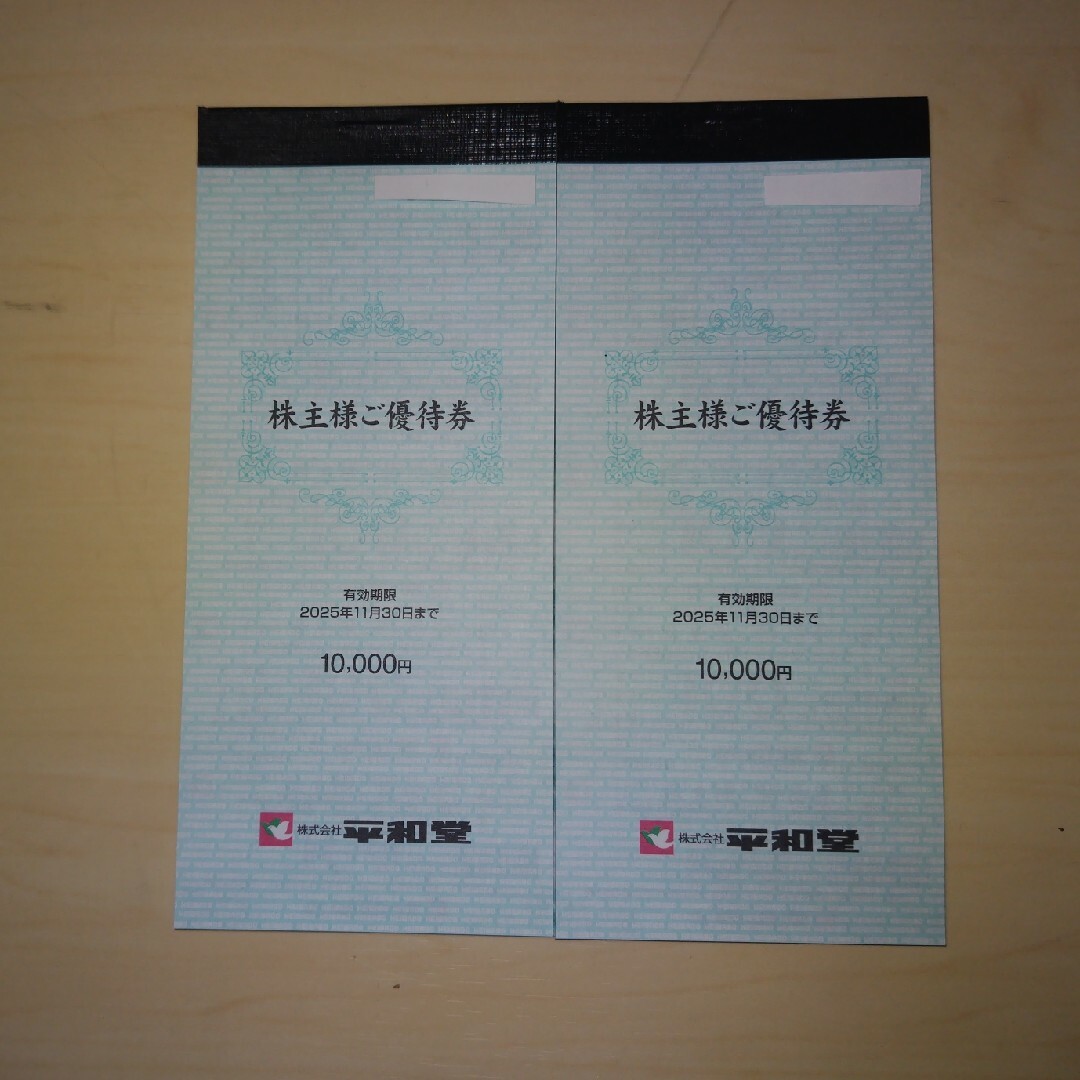 株主様ご優待券
有効期限
2025年11月30日まで
10,000円
株式会社 平和堂
株主様ご優待券
有効期限
2025年11月30日まで
10,000円
株式会社 平和堂